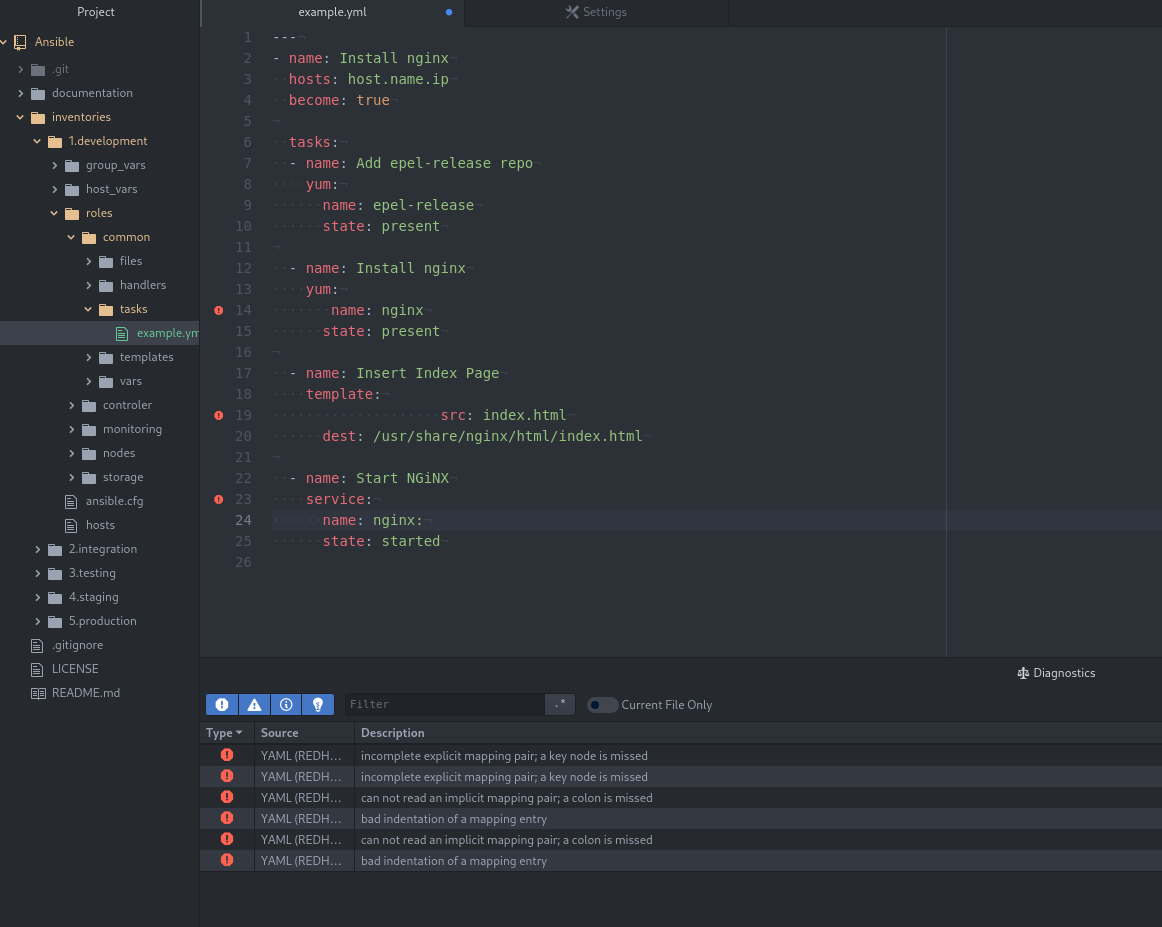 Project
Ansible
.git
documentation
inventories
1.development
group_vars
host_vars
roles
common
files
handlers
tasks
example.ym
templates
vars
controler
monitoring
nodes
storage
ansible.cfg
hosts
2.integration
3.testing
4.staging
5.production
.gitignore
LICENSE
README.md
example.yml
Settings
1 ---
2 - name: Install nginx
3 hosts: host.name.ip
4 become: true
5
6 tasks:
7 - name: Add epel-release repo
8 yum:
9 name: epel-release
10 state: present
11
12 - name: Install nginx
13 yum:
14 name: nginx
15 state: present
16
17 - name: Insert Index Page
18 template:
19 src: index.html
20 dest: /usr/share/nginx/html/index.html
21
22 - name: Start NGiNX
23 service:
24 name: nginx:
25 state: started
26
Diagnostics
Filter .* Current File Only
Type Source Description
YAML (REDH... incomplete explicit mapping pair; a key node is missed
YAML (REDH... incomplete explicit mapping pair; a key node is missed
YAML (REDH... can not read an implicit mapping pair; a colon is missed
YAML (REDH... bad indentation of a mapping entry
YAML (REDH... can not read an implicit mapping pair; a colon is missed
YAML (REDH... bad indentation of a mapping entry